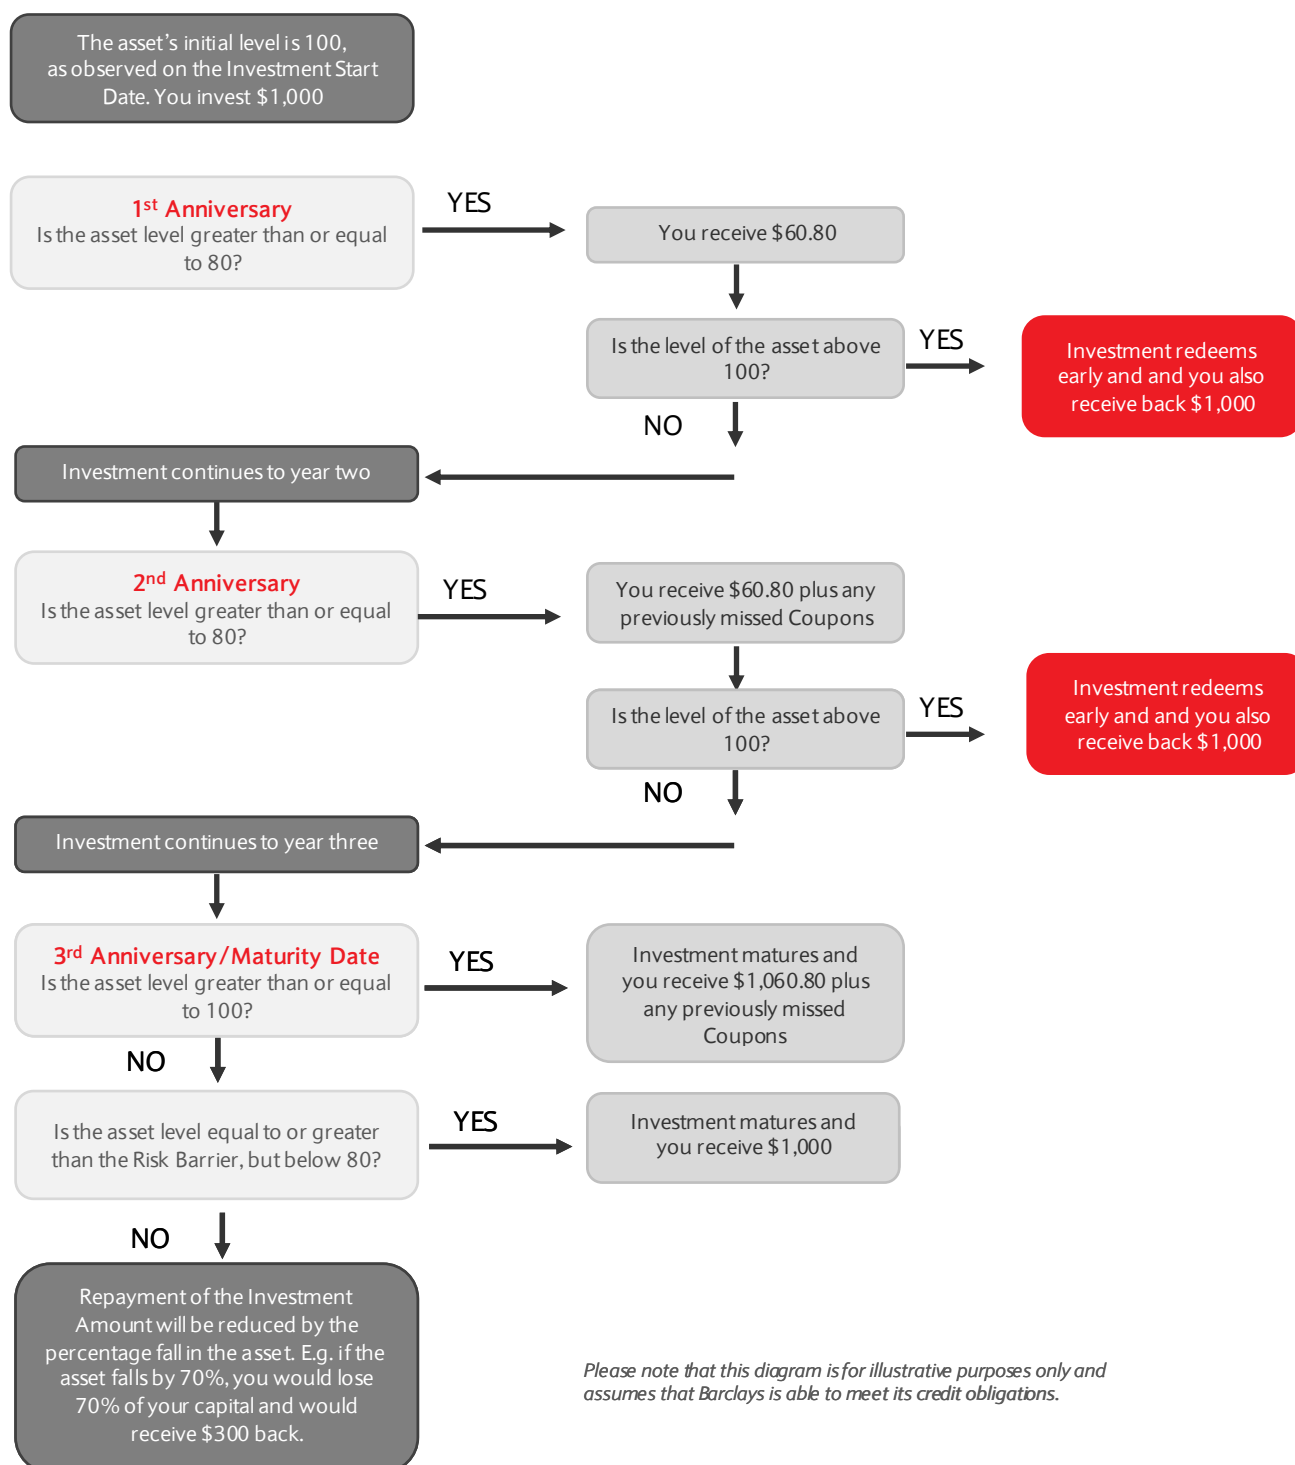 The asset's initial level is 100,
as observed on the Investment Start
Date. You invest $1,000
1st Anniversary
Is the asset level greater than or equal
to 80?
YES
You receive $60.80
Is the level of the asset above
100?
YES
Investment redeems
early and and you also
receive back $1,000
NO
Investment continues to year two
2nd Anniversary
Is the asset level greater than or equal
to 80?
YES
You receive $60.80 plus any
previously missed Coupons
Is the level of the asset above
100?
YES
Investment redeems
early and and you also
receive back $1,000
NO
Investment continues to year three
3rd Anniversary/Maturity Date
Is the asset level greater than or equal
to 100?
YES
Investment matures and
you receive $1,060.80 plus
any previously missed
Coupons
NO
Is the asset level equal to or greater
than the Risk Barrier, but below 80?
YES
Investment matures and
you receive $1,000
NO
Repayment of the Investment
Amount will be reduced by the
percentage fall in the asset. E.g. if the
asset falls by 70%, you would lose
70% of your capital and would
receive $300 back.
Please note that this diagram is for illustrative purposes only and
assumes that Barclays is able to meet its credit obligations.